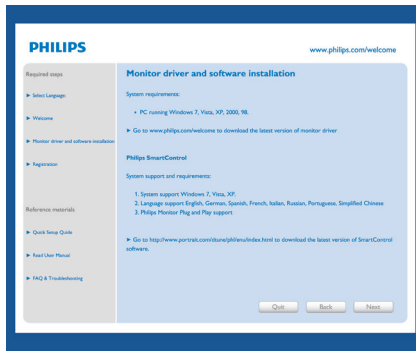 PHILIPS
www.philips.com/welcome
Required steps
► Select Language:
► Welcome
► Monitor driver and software installation
► Registration
Reference materials
► Quick Setup Quide
► Read User Manual
► FAQ & Troubleshooting
Monitor driver and software installation
System requirements:
• PC running Windows 7, Vista, XP, 2000, 98.
► Go to www.philips.com/welcome to download the latest version of monitor driver
Philips SmartControl
System support and requirements:
1. System support Windows 7, Vista, XP.
2. Language support English, German, Spanish, French, Italian, Russian, Portuguese, Simplified Chinese
3. Philips Monitor Plag and Play support
► Go to http://www.portrait.com/dtune/phl/enu/index.html to download the latest version of SmartControl
software.
Quit
Back
Next